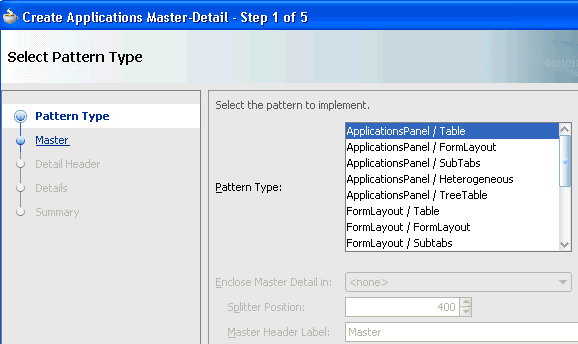 Create Applications Master-Detail - Step 1 of 5
Select Pattern Type
Pattern Type
Master
Detail Header
Details
Summary
Select the pattern to implement.
Pattern Type:
ApplicationsPanel / Table
ApplicationsPanel / FormLayout
ApplicationsPanel / SubTabs
ApplicationsPanel / Heterogeneous
ApplicationsPanel / TreeTable
FormLayout / Table
FormLayout / FormLayout
FormLayout / Subtabs
Enclose Master Detail in: <none>
Splitter Position: 400
Master Header Label: Master